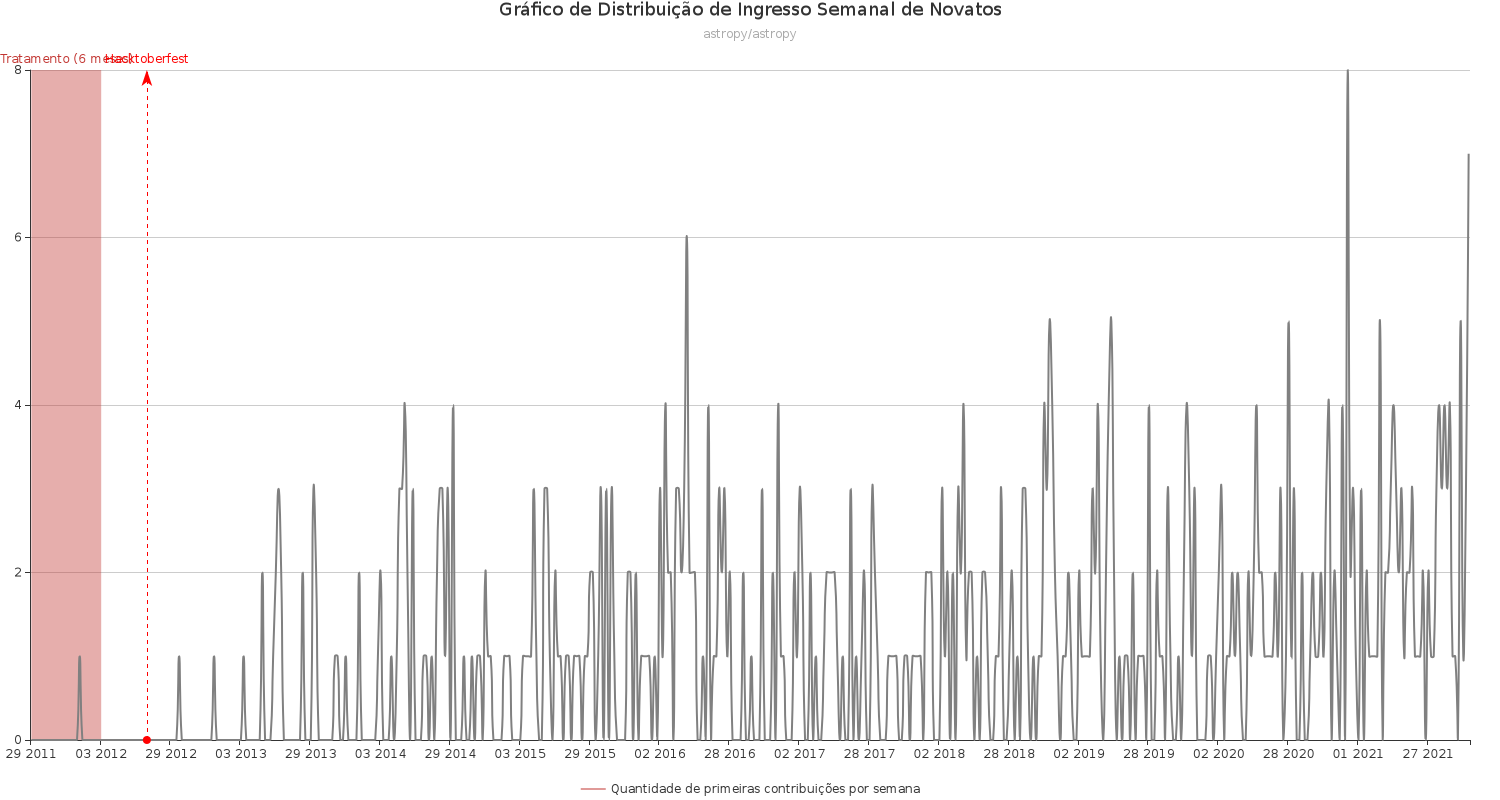 Gráfico de Distribuição de Ingresso Semanal de Novatos
astropy/astropy
Tratamento (6 meses)
Hacktoberfest
8
6
4
2
0
29 2011 03 2012 29 2012 03 2013 29 2013 03 2014 29 2014 03 2015 29 2015 02 2016 28 2016 02 2017 28 2017 02 2018 28 2018 02 2019 28 2019 02 2020 28 2020 01 2021 27 2021
Quantidade de primeiras contribuições por semana